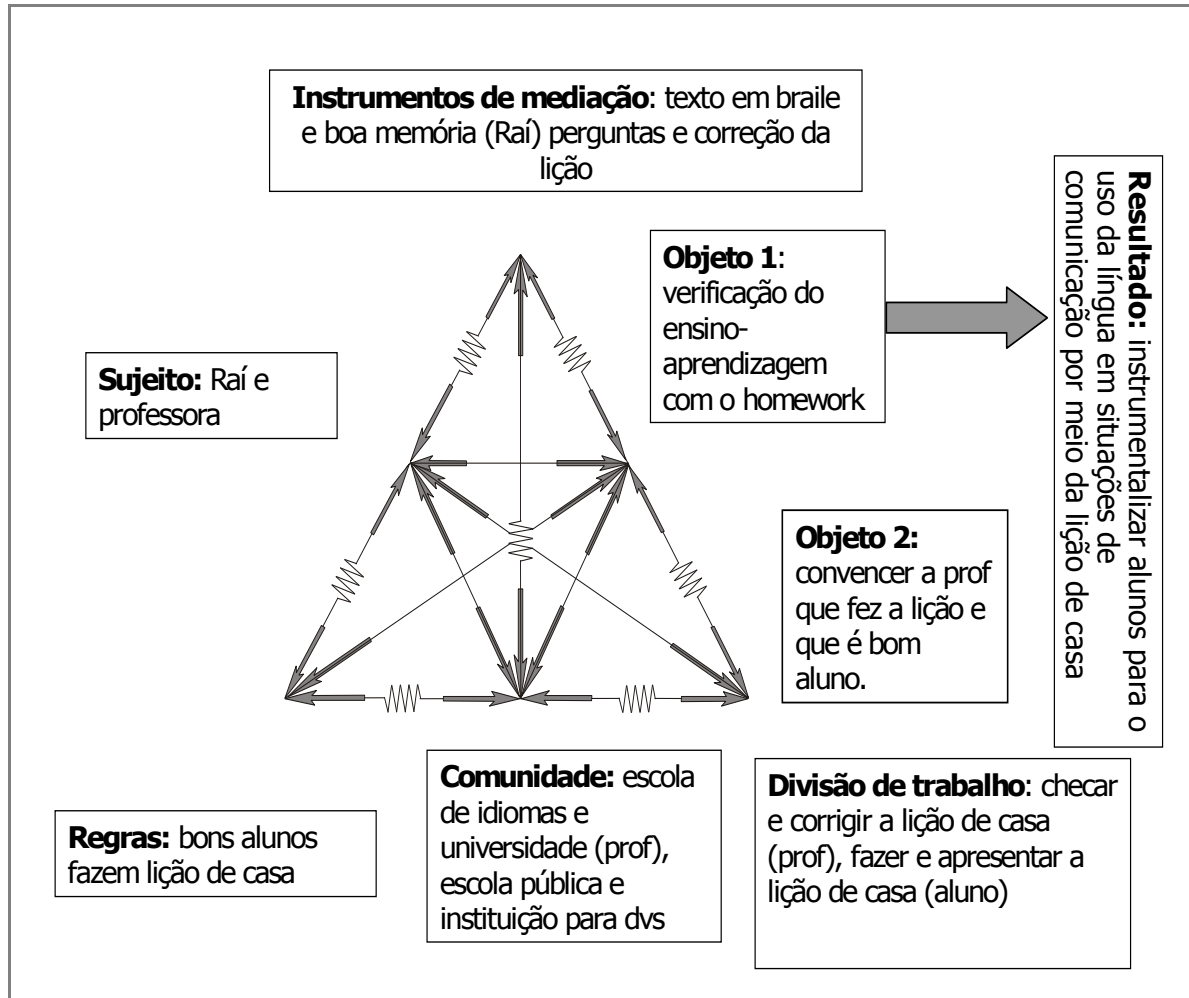 Instrumentos de mediação: texto em braile
e boa memória (Raí) perguntas e correção da
lição
Objeto 1:
verificação do
ensino-
aprendizagem
com o homework
Resultado: instrumentalizar alunos para o
uso da língua em situações de
comunicação por meio da lição de casa
Sujeito: Raí e
professora
Objeto 2:
convencer a prof
que fez a lição e
que é bom
aluno.
Regras: bons alunos
fazem lição de casa
Comunidade: escola
de idiomas e
universidade (prof),
escola pública e
instituição para dvs
Divisão de trabalho: checar
e corrigir a lição de casa
(prof), fazer e apresentar a
lição de casa (aluno)